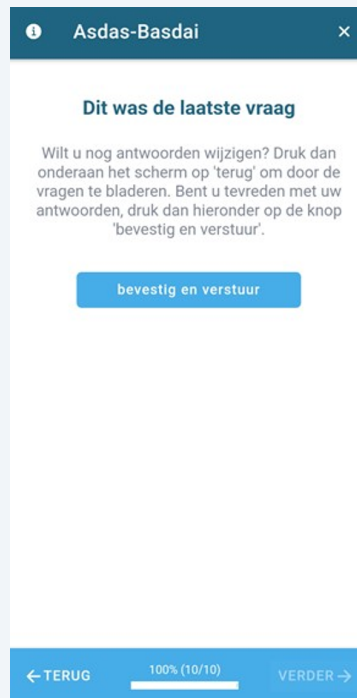 Asdas-Basdai
Dit was de laatste vraag
Wilt u nog antwoorden wijzigen? Druk dan
onderaan het scherm op 'terug' om door de
vragen te bladeren. Bent u tevreden met uw
antwoorden, druk dan hieronder op de knop
'bevestig en verstuur'.
bevestig en verstuur
TERUG
100% (10/10)
VERDER